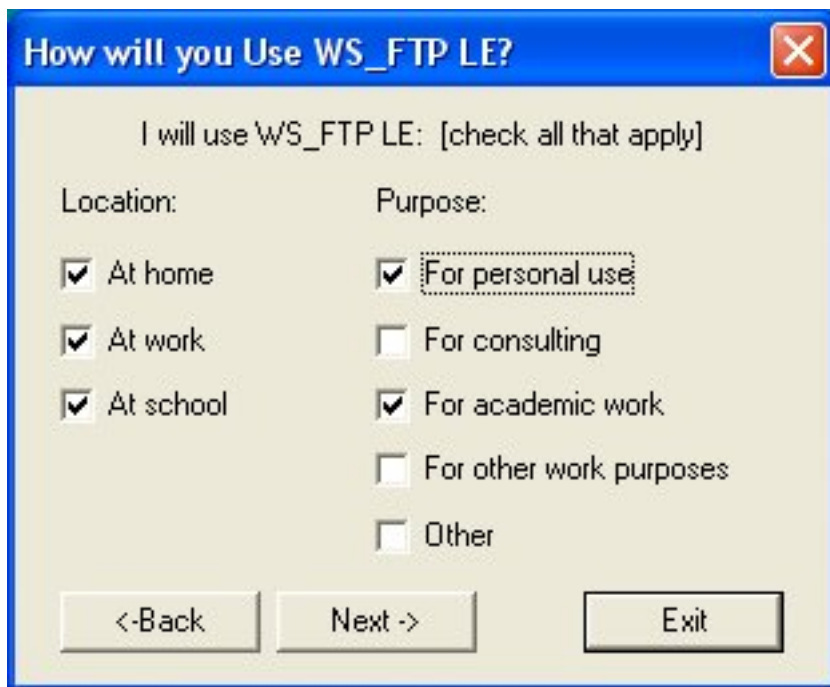 How will you Use WS_FTP LE?
I will use WS_FTP LE: [check all that apply]
Location:
Purpose:
At home
For personal use
At work
For consulting
At school
For academic work
For other work purposes
Other
<-Back
Next ->
Exit